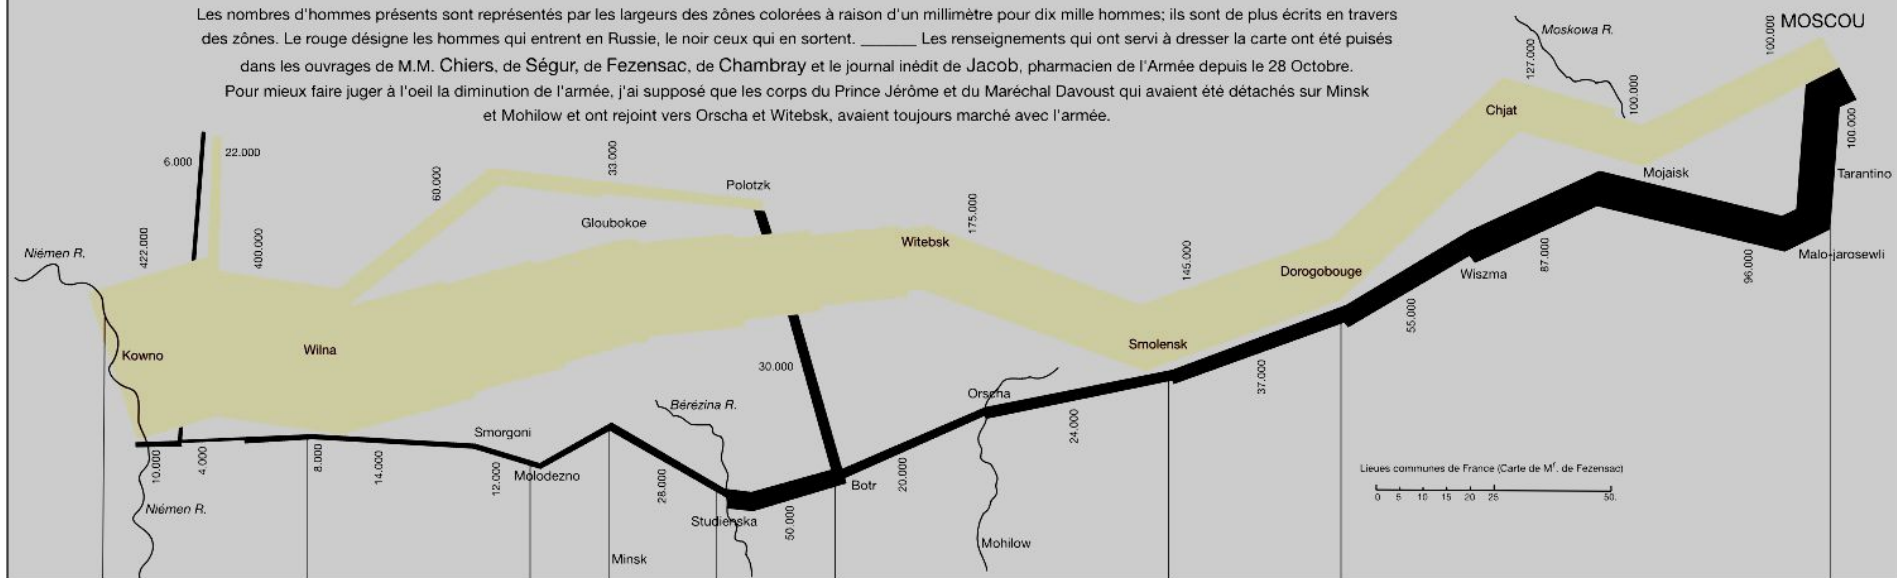 Les nombres d'hommes présents sont représentés par les largeurs des zônes colorées à raison d'un millimètre pour dix mille hommes; ils sont de plus écrits en travers
des zônes. Le rouge désigne les hommes qui entrent en Russie, le noir ceux qui en sortent. _______ Les renseignements qui ont servi à dresser la carte ont été puisés
dans les ouvrages de M.M. Chiers, de Ségur, de Fezensac, de Chambray et le journal inédit de Jacob, pharmacien de l'Armée depuis le 28 Octobre.
Pour mieux faire juger à l'oeil la diminution de l'armée, j'ai supposé que les corps du Prince Jérôme et du Maréchal Davoust qui avaient été détachés sur Minsk
et Mohilow et ont rejoint vers Orscha et Witebsk, avaient toujours marché avec l'armée.
MOSCOU
100.000
Moskowa R.
127.000
100.000
Chjat
100.000
6.000
22.000
33.000
60.000
Polotzk
Mojaisk
Tarantino
Gloubokoe
175.000
422.000
400.000
Niémen R.
Witebsk
145.000
Dorogobouge
Wiszma
87.000
96.000
Malo-jarosewli
55.000
Kowno
Wilna
Smolensk
30.000
37.000
Orscha
Bérézina R.
24.000
Smorgoni
10.000
4.000
8.000
14.000
12.000
Molodezno
28.000
Botr
20.000
Lieues communes de France (Carte de Mr. de Fezensac)
0 5 10 15 20 25 50.
Niémen R.
Studienska
50.000
Mohilow
Minsk